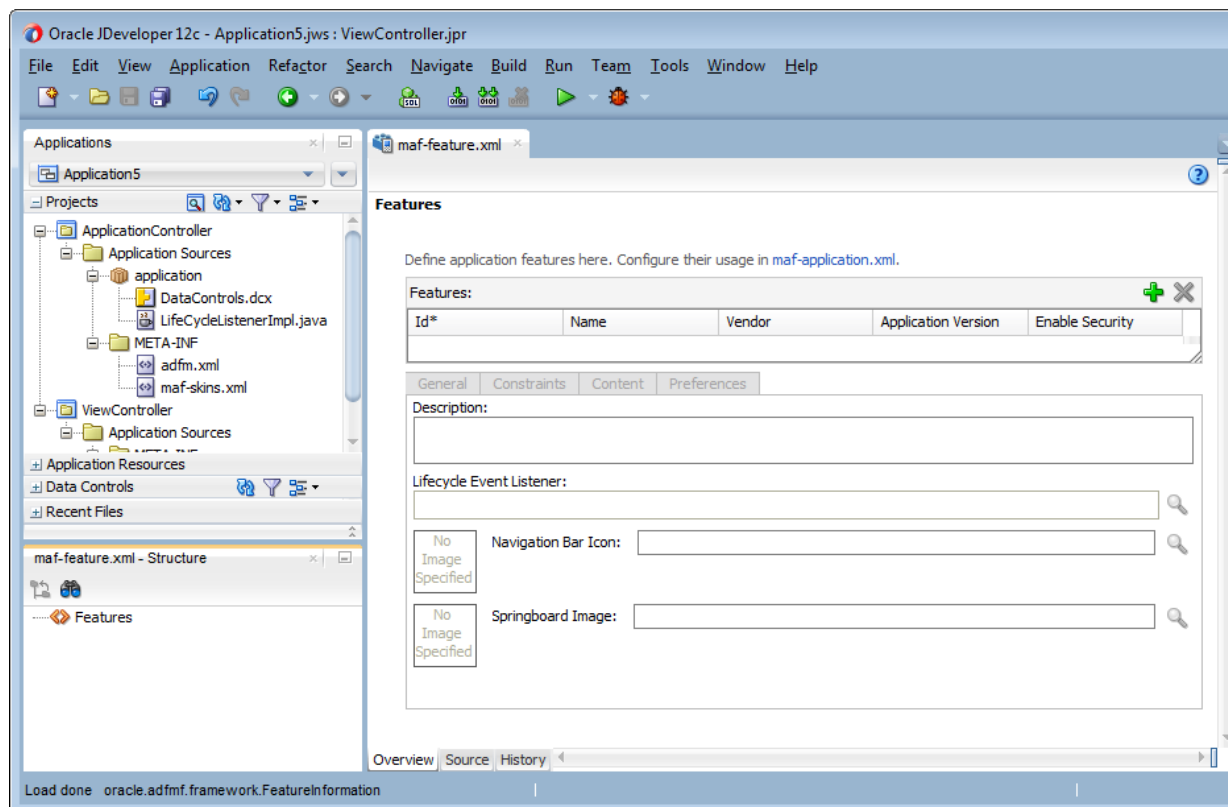 Oracle JDeveloper 12c - Application5.jws : ViewController.jpr
File Edit View Application Refactor Search Navigate Build Run Team Tools Window Help
Applications
Application5
Projects
ApplicationController
Application Sources
application
DataControls.dcx
LifeCycleListenerImpl.java
META-INF
adfm.xml
maf-skins.xml
ViewController
Application Sources
META-INF
Application Resources
Data Controls
Recent Files
maf-feature.xml - Structure
Features
maf-feature.xml
Features
Define application features here. Configure their usage in maf-application.xml.
Features:
Id* Name Vendor Application Version Enable Security
General Constraints Content Preferences
Description:
Lifecycle Event Listener:
No Image Specified
Navigation Bar Icon:
No Image Specified
Springboard Image:
Overview Source History
Load done oracle.adfmf.framework.FeatureInformation